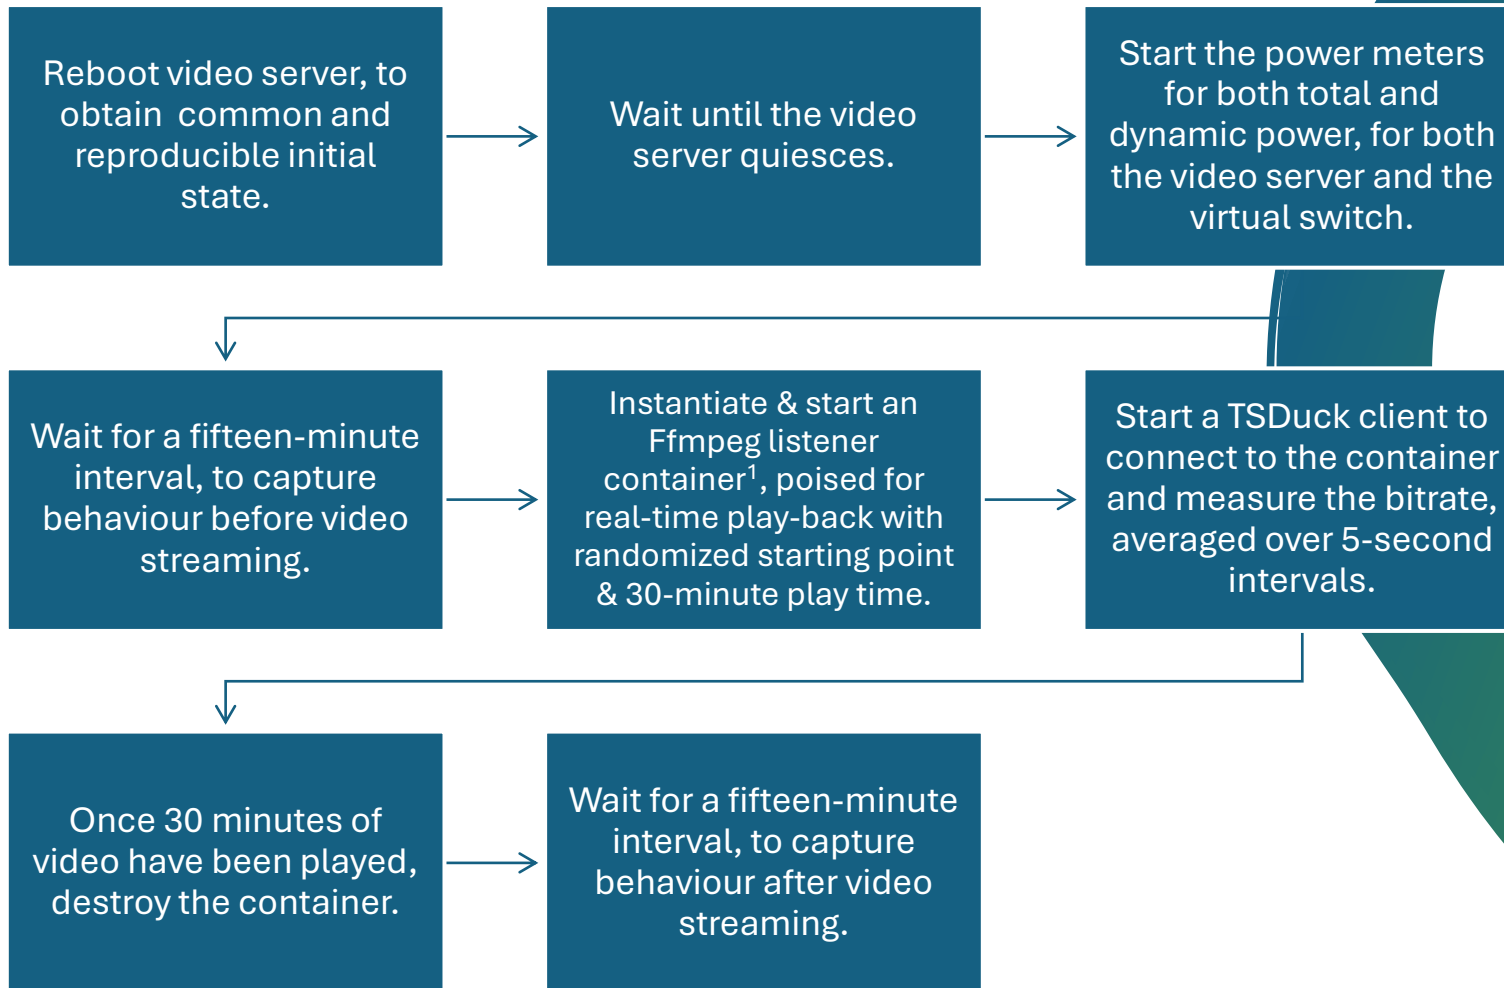 Reboot video server, to
obtain  common and
reproducible initial
state.
Wait until the video
server quiesces.
Start the power meters
for both total and
dynamic power, for both
the video server and the
virtual switch.
Wait for a fifteen-minute
interval, to capture
behaviour before video
streaming.
Instantiate & start an
Ffmpeg listener
container¹, poised for
real-time play-back with
randomized starting point
& 30-minute play time.
Start a TSDuck client to
connect to the container
and measure the bitrate,
averaged over 5-second
intervals.
Once 30 minutes of
video have been played,
destroy the container.
Wait for a fifteen-minute
interval, to capture
behaviour after video
streaming.